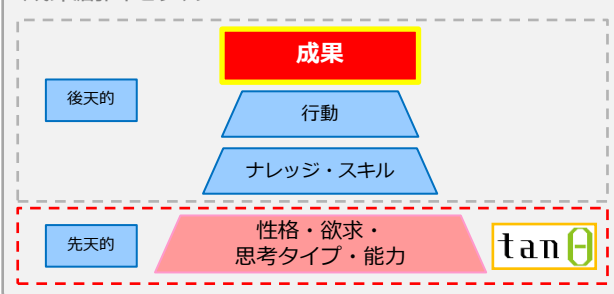 成果
後天的
行動
ナレッジ・スキル
性格・欲求・
思考タイプ・能力
先天的
tanθ